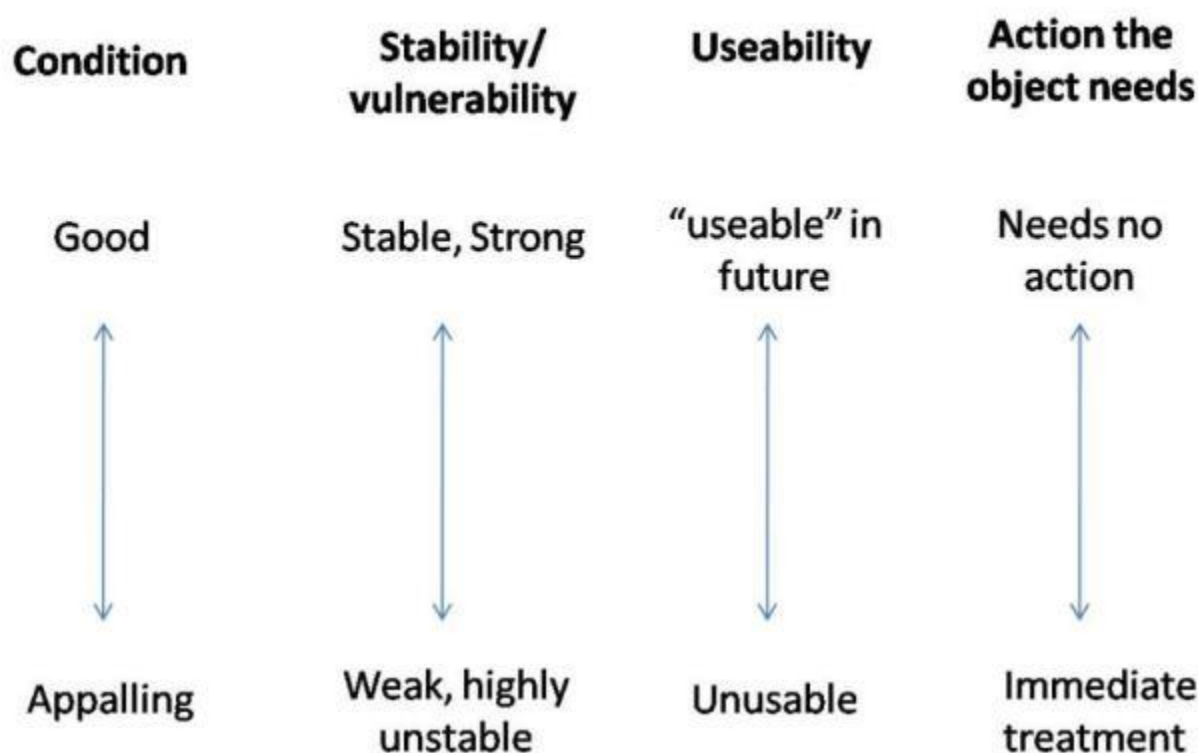 Condition
Stability/
vulnerability
Useability
Action the
object needs
Good
Stable, Strong
“useable” in
future
Needs no
action
Appalling
Weak, highly
unstable
Unusable
Immediate
treatment